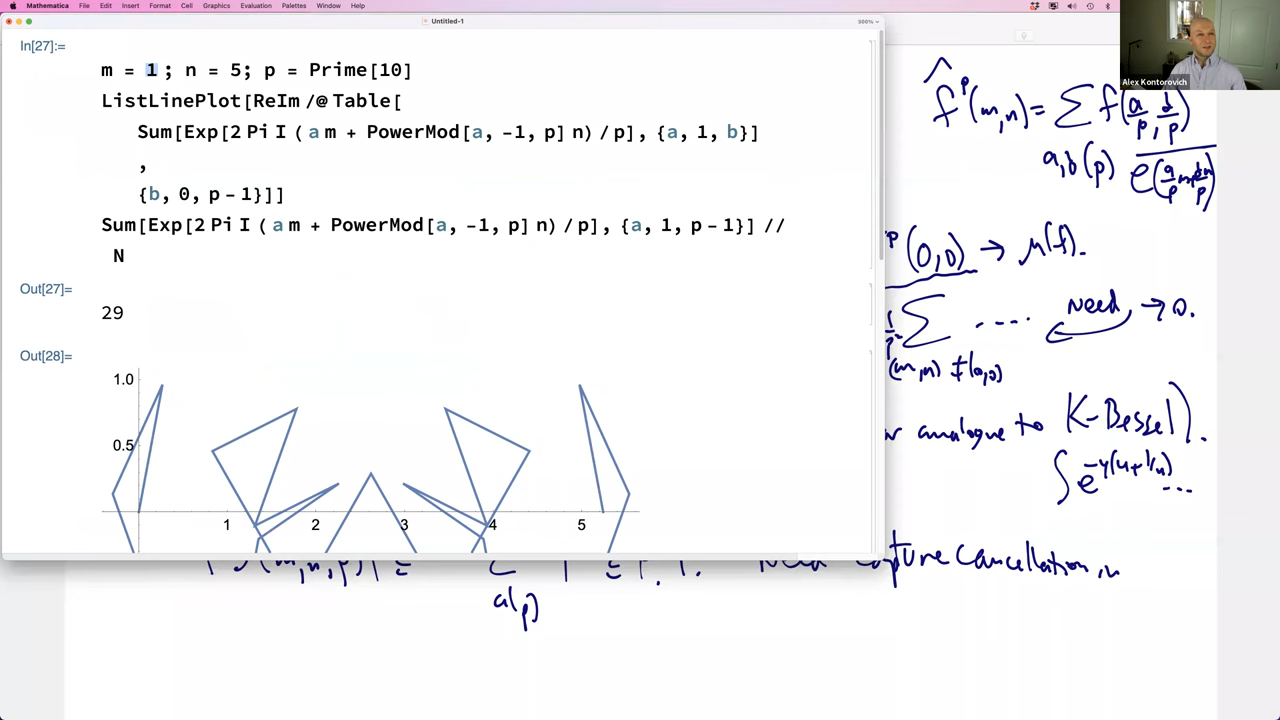 Mathematica File Edit Insert Format Cell Graphics Evaluation Palettes Window Help
Untitled-1
300%
In[27]:=
m = 1 ; n = 5; p = Prime[10]
ListLinePlot[ReIm /@ Table[
Sum[Exp[2 Pi I ( a m + PowerMod[a, -1, p] n) / p], {a, 1, b}]
,
{b, 0, p - 1}]]
Sum[Exp[2 Pi I ( a m + PowerMod[a, -1, p] n) / p], {a, 1, p - 1}] //
N
Out[27]=
29
Out[28]=
1.0
0.5
1 2 3 4 5
Alex Kontorovich
f̂^p(m,n) = Σ f(a/p, d/p)
(0,0) → μ(f).
Σ .... Need → 0.
(m,n) ≠ (0,0)
analogue to K-Bessel).
∫ e^{-y(u+1/u)} ...
cancellation in
a(p)